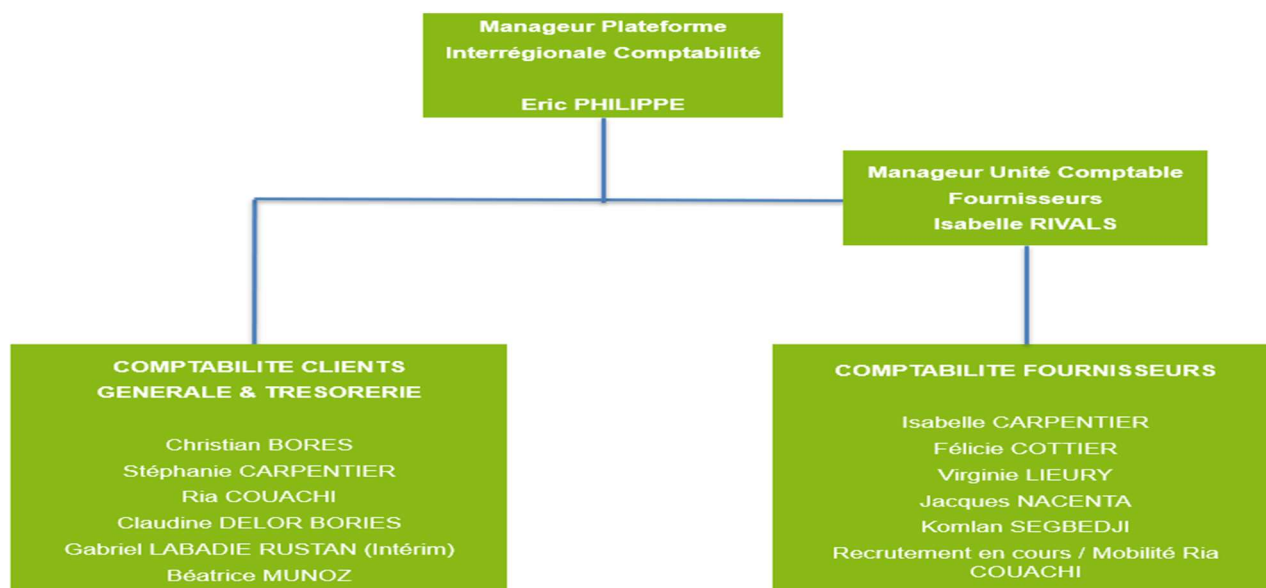 Manageur Plateforme
Interrégionale Comptabilité
Eric PHILIPPE
Manageur Unité Comptable
Fournisseurs
Isabelle RIVALS
COMPTABILITE CLIENTS
GENERALE & TRESORERIE
Christian BORES
Stéphanie CARPENTIER
Ria COUACHI
Claudine DELOR BORIES
Gabriel LABADIE RUSTAN (Intérim)
Béatrice MUNOZ
COMPTABILITE FOURNISSEURS
Isabelle CARPENTIER
Félicie COTTIER
Virginie LIEURY
Jacques NACENTA
Komlan SEGBEDJI
Recrutement en cours / Mobilité Ria
COUACHI